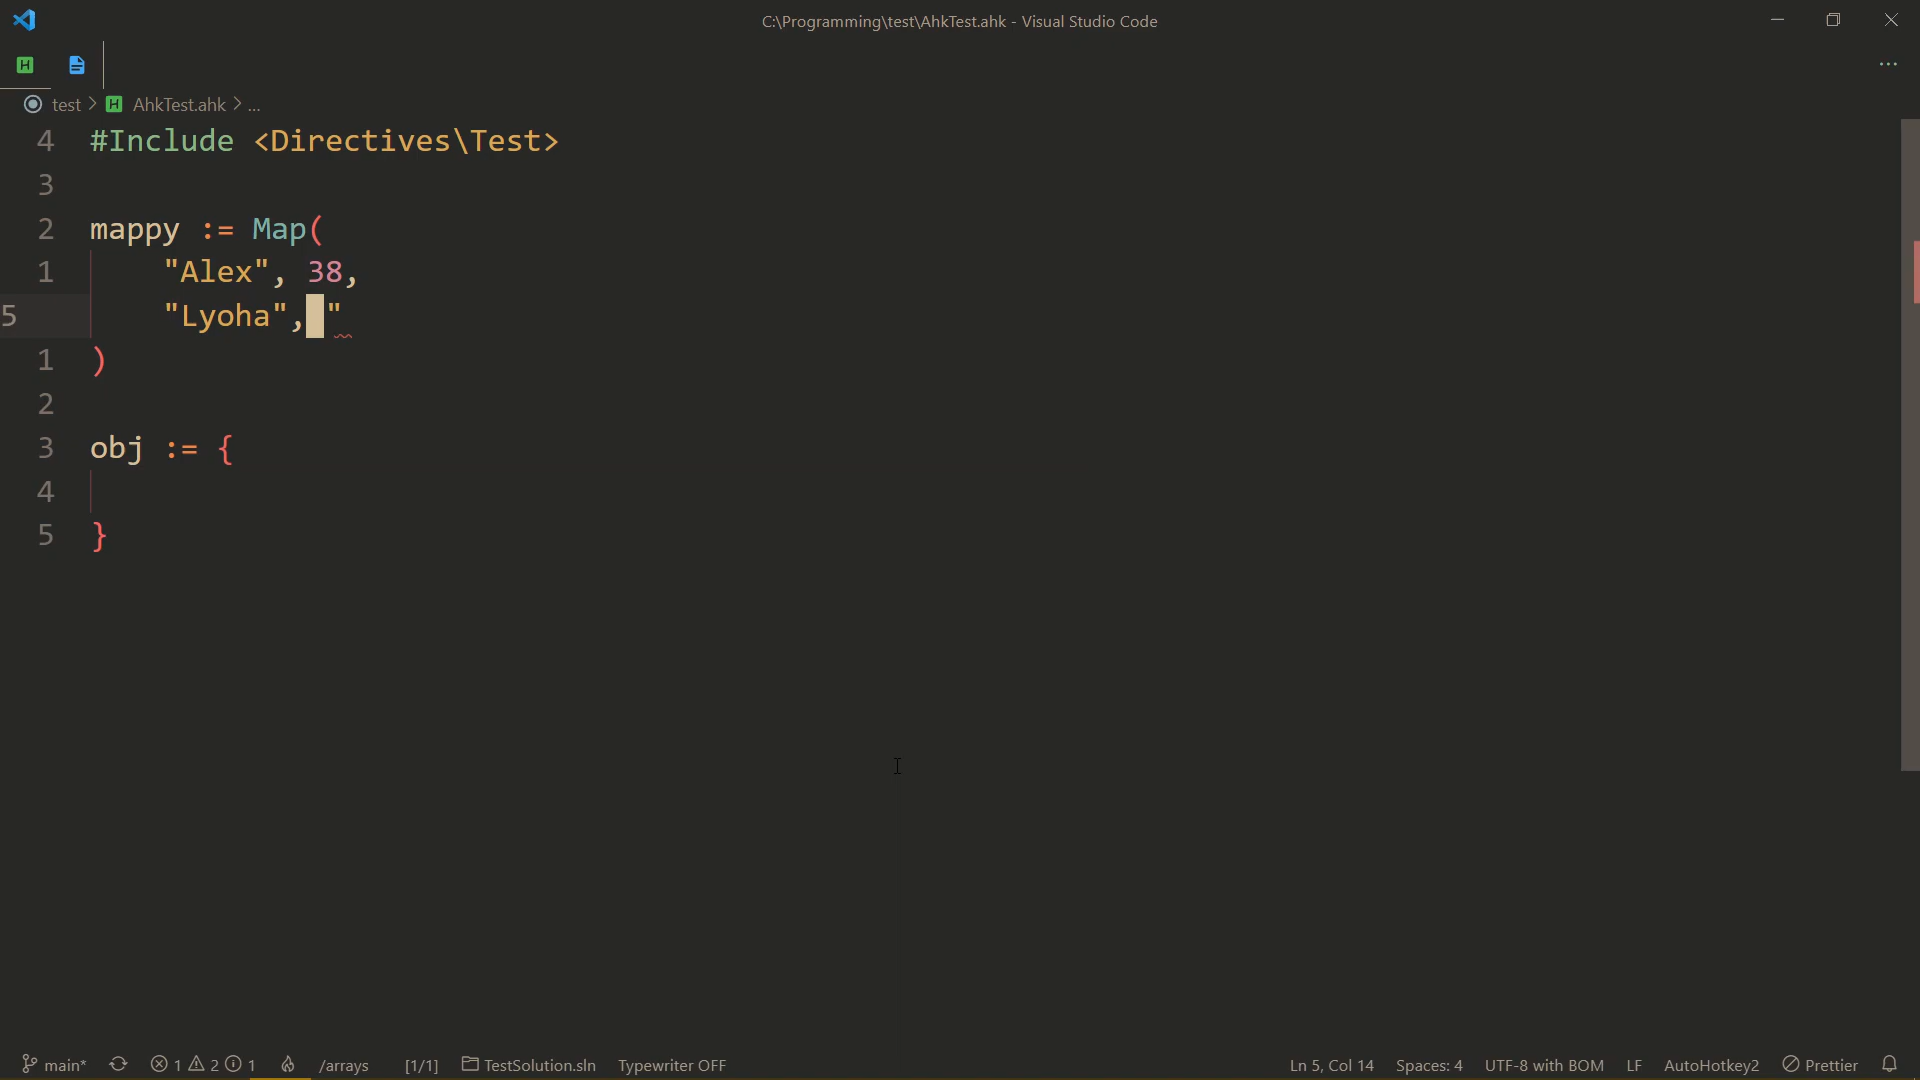 C:\Programming\test\AhkTest.ahk - Visual Studio Code
test > AhkTest.ahk > ...
4 #Include <Directives\Test>
3
2 mappy := Map(
1 "Alex", 38,
5 "Lyoha", "
1 )
2
3 obj := {
4
5 }
main* 1 2 1 /arrays [1/1] TestSolution.sln Typewriter OFF Ln 5, Col 14 Spaces: 4 UTF-8 with BOM LF AutoHotkey2 Prettier